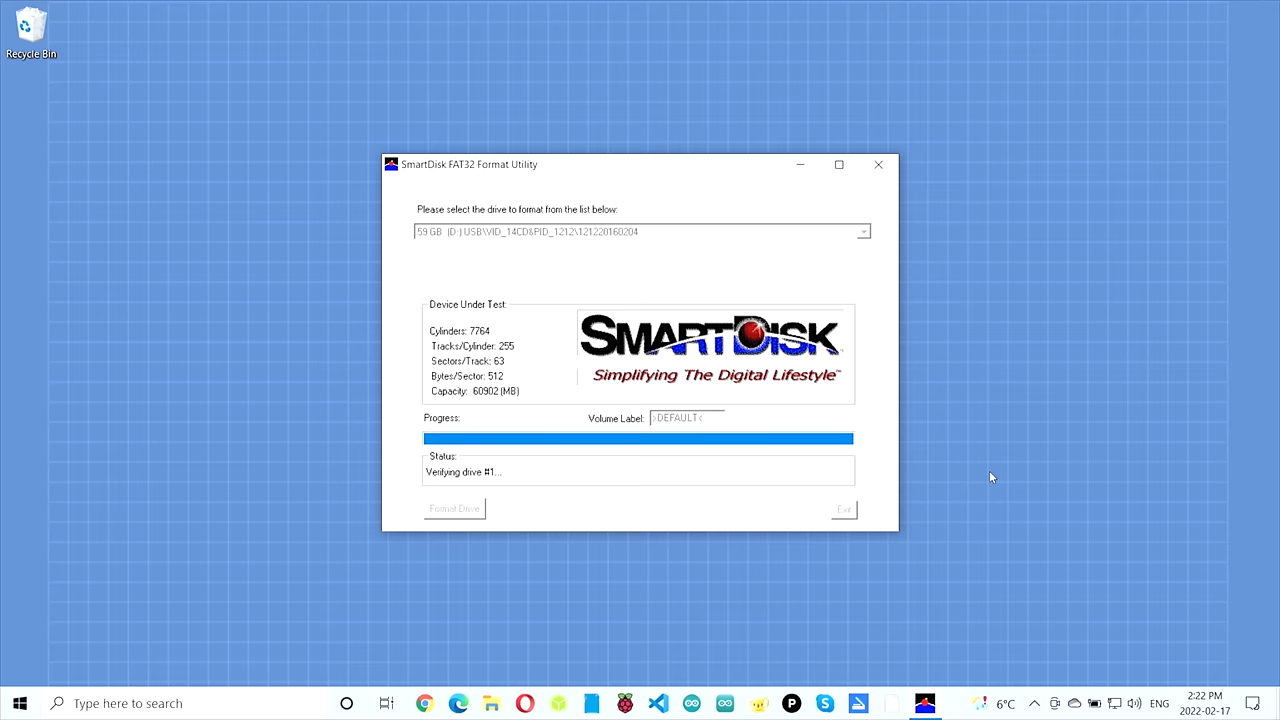 Recycle Bin
SmartDisk FAT32 Format Utility
Please select the drive to format from the list below:
59 GB (D:) USB\VID_14CD&PID_1212\121220160204
Device Under Test:
Cylinders: 7764
Tracks/Cylinder: 255
Sectors/Track: 63
Bytes/Sector: 512
Capacity: 60902 (MB)
SMARTDISK
Simplifying The Digital Lifestyle™
Progress:
Volume Label: >DEFAULT<
Status:
Verifying drive #1...
Format Drive
Exit
Type here to search
6°C
ENG
2:22 PM
2022-02-17